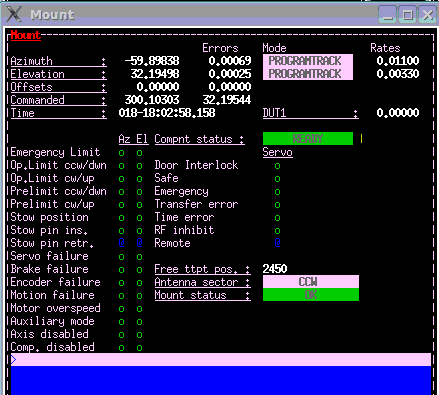 Mount
Mount
Errors Mode Rates
Azimuth : -59.89838 0.00069 PROGRAMTRACK 0.01100
Elevation : 32.19498 0.00025 PROGRAMTRACK 0.00330
Offsets : 0.00000 0.00000
Commanded : 300.10303 32.19544
Time : 018-18:02:58.158 DUT1 : 0.00000
Az El Compnt status : READY
Emergency Limit o o Servo
Op.Limit ccw/dwn o o Door Interlock o
Op.Limit cw/up o o Safe o
Prelimit ccw/dwn o o Emergency o
Prelimit cw/up o o Transfer error o
Stow position o o Time error o
Stow pin ins. o o RF inhibit o
Stow pin retr. Remote
Servo failure o o
Brake failure o o Free ttpt pos. : 2450
Encoder failure o o Antenna sector : CCW
Motion failure o o Mount status : OK
Motor overspeed o o
Auxiliary mode o o
Axis disabled o o
Comp. disabled o o
>